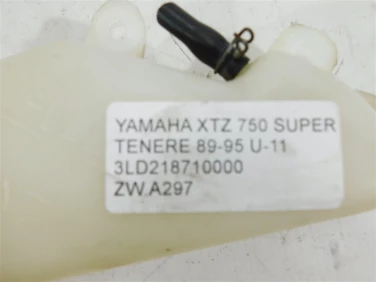 YAMAHA XTZ 750 SUPER
TENERE 89-95 U-11
3LD218710000
ZW.A297